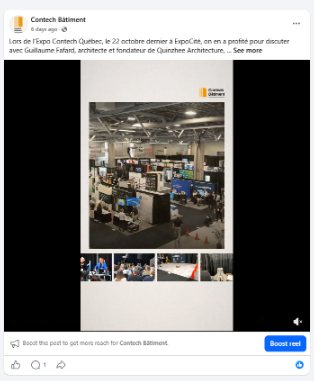 Contech Bâtiment
6 days ago ·
Lors de l'Expo Contech Québec, le 22 octobre dernier à ExpoCité, on en a profité pour discuter
avec Guillaume Fafard, architecte et fondateur de Quinzhee Architecture, ... See more
Contech
Bâtiment
Boost this post to get more reach for Contech Bâtiment.
Boost reel
1